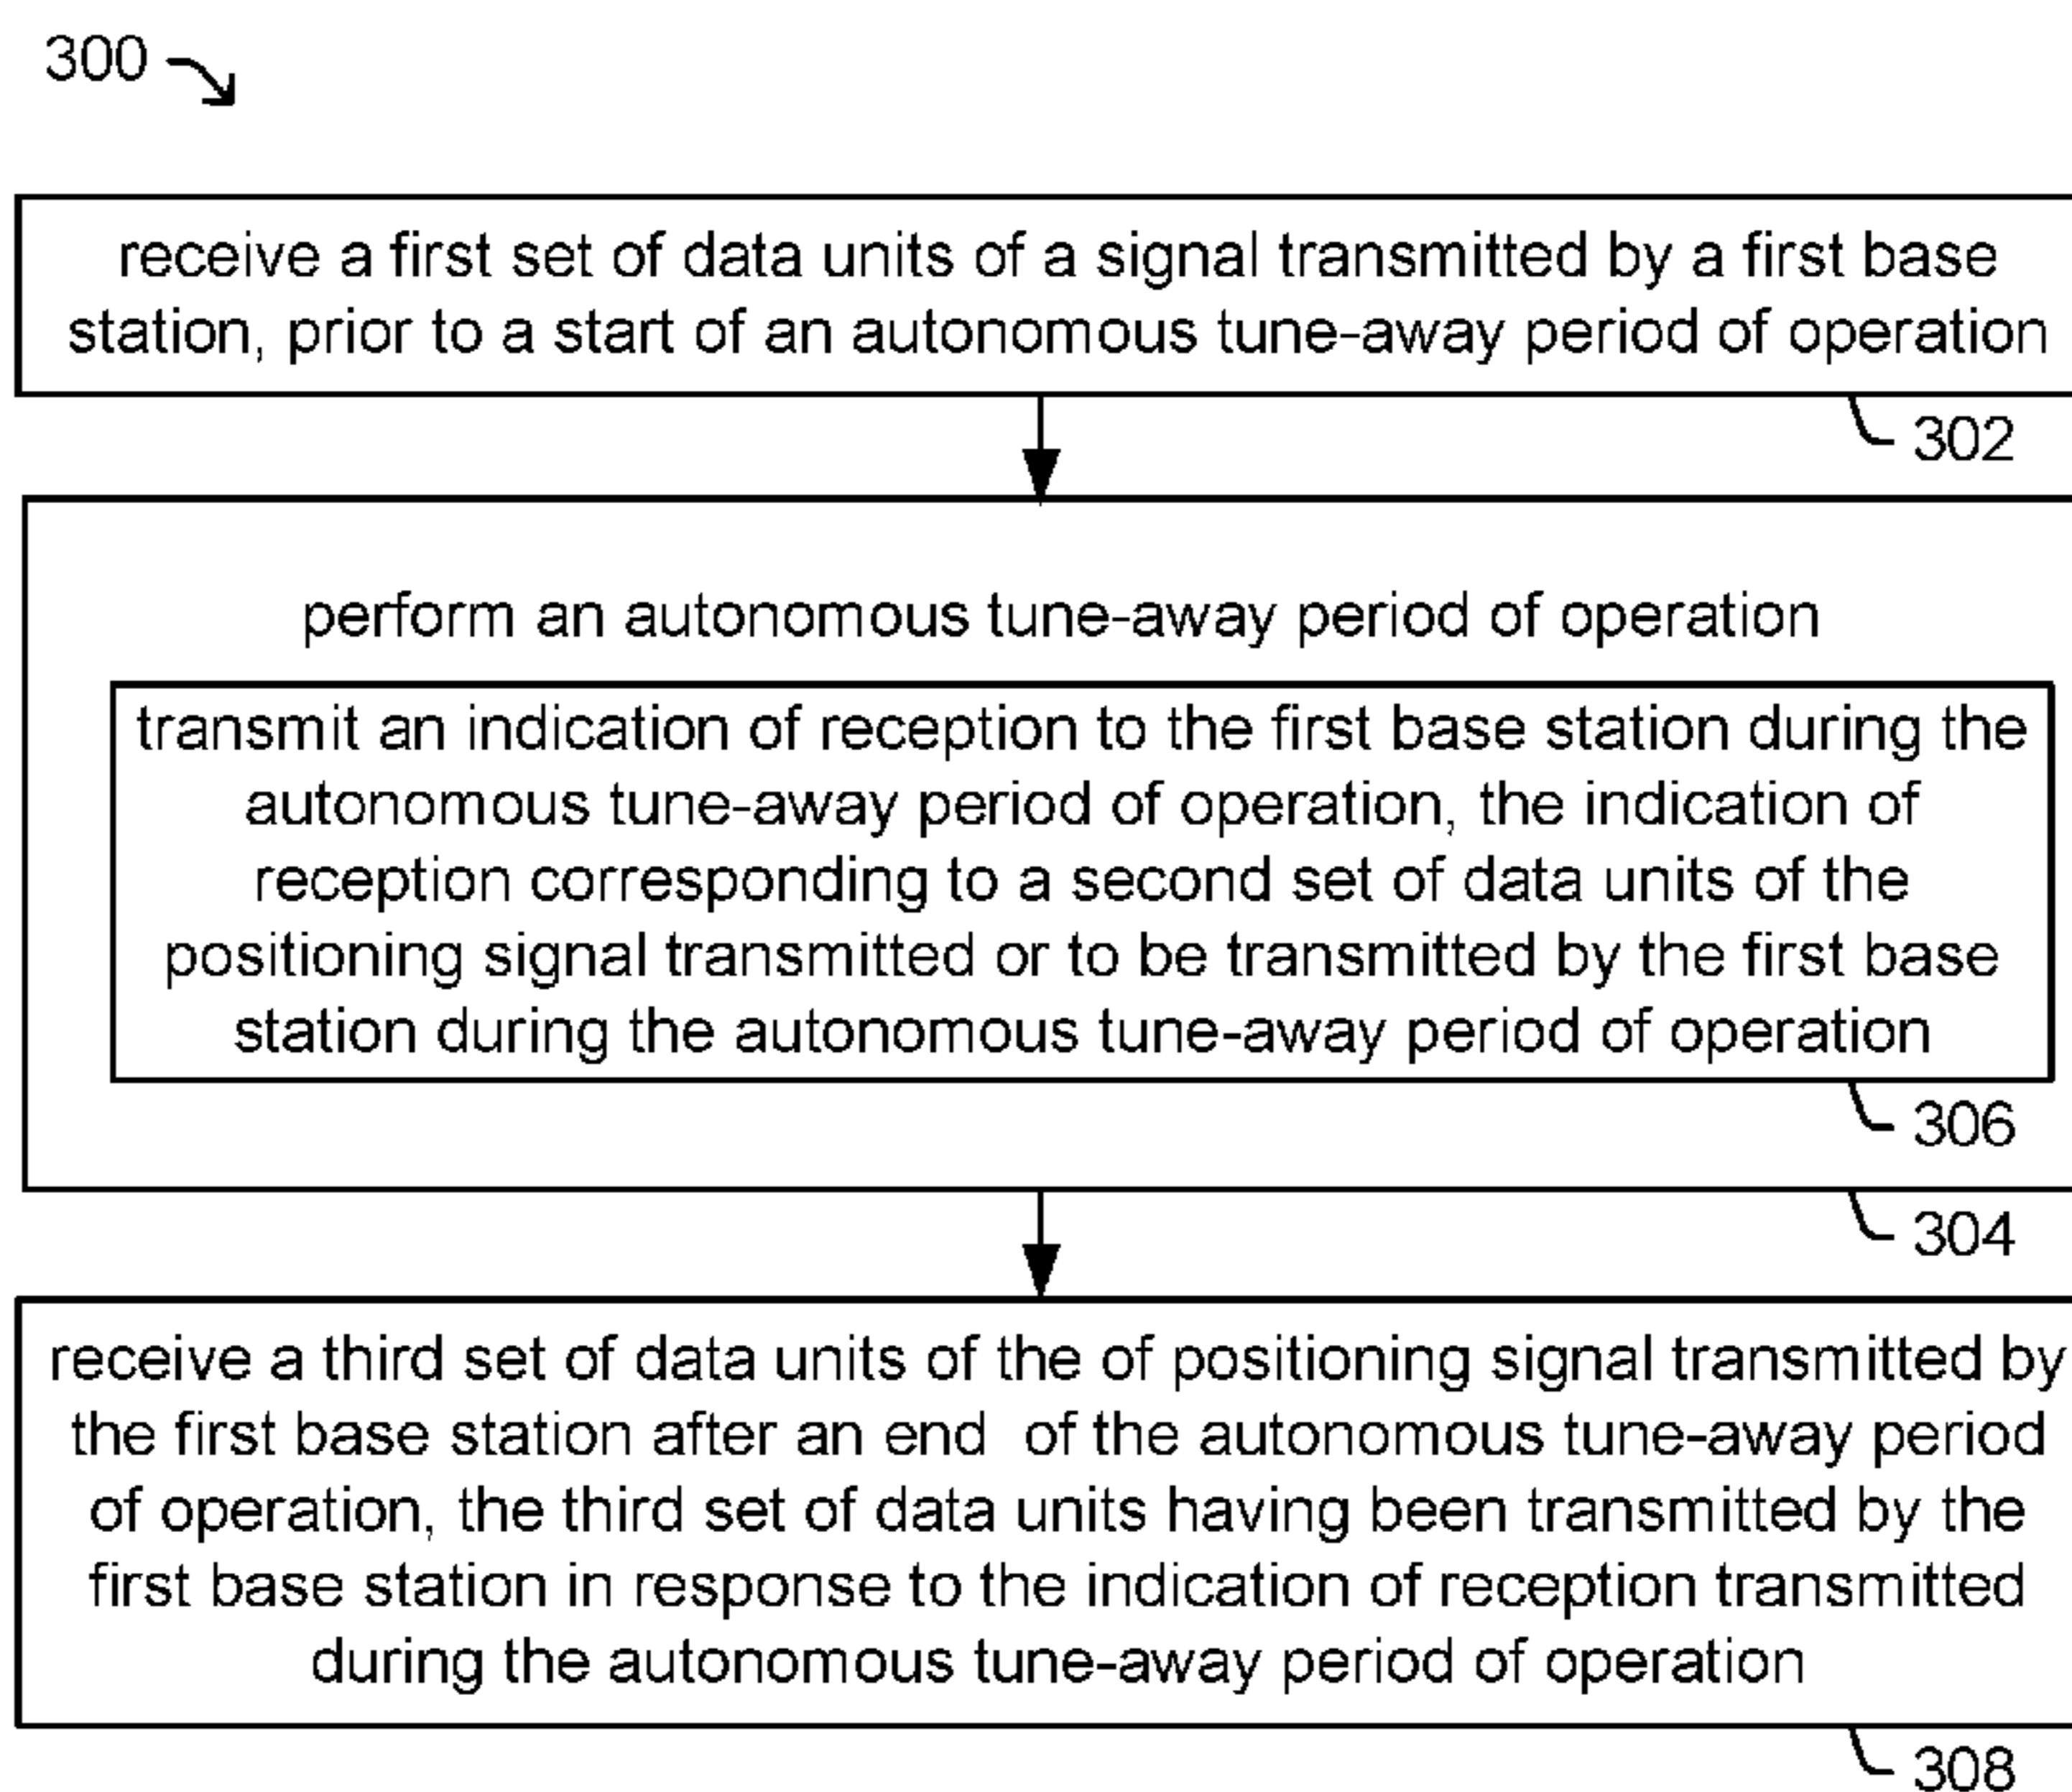 300
receive a first set of data units of a signal transmitted by a first base
station, prior to a start of an autonomous tune-away period of operation
302
perform an autonomous tune-away period of operation
transmit an indication of reception to the first base station during the
autonomous tune-away period of operation, the indication of
reception corresponding to a second set of data units of the
positioning signal transmitted or to be transmitted by the first base
station during the autonomous tune-away period of operation
306
304
receive a third set of data units of the of positioning signal transmitted by
the first base station after an end  of the autonomous tune-away period
of operation, the third set of data units having been transmitted by the
first base station in response to the indication of reception transmitted
during the autonomous tune-away period of operation
308